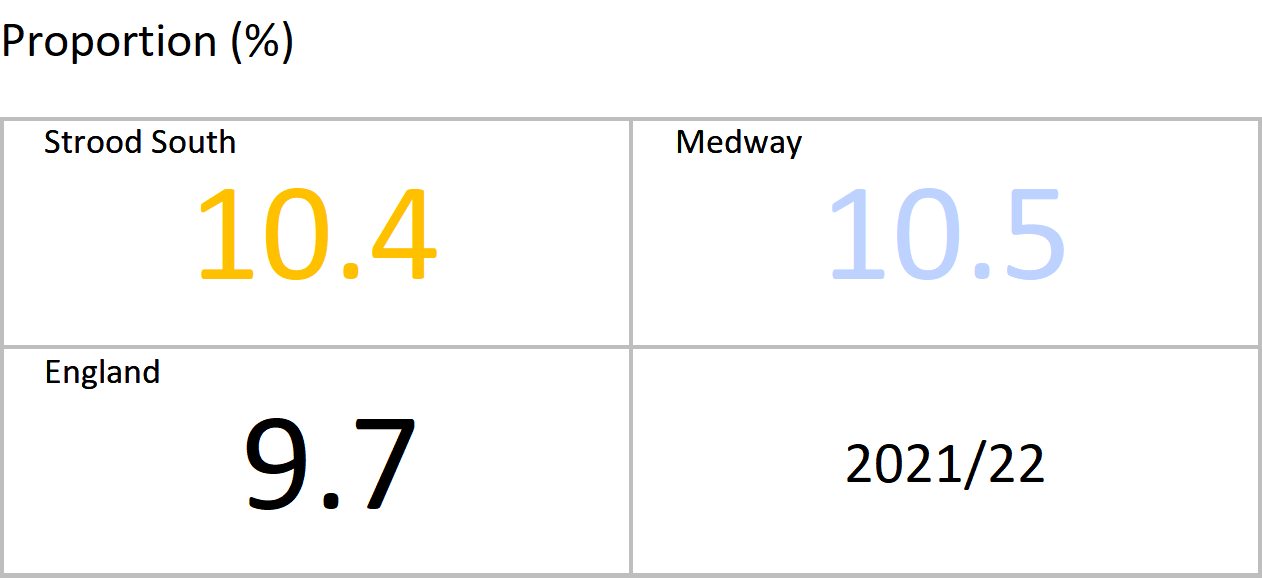 Proportion (%)
Strood South
10.4
Medway
10.5
England
9.7
2021/22